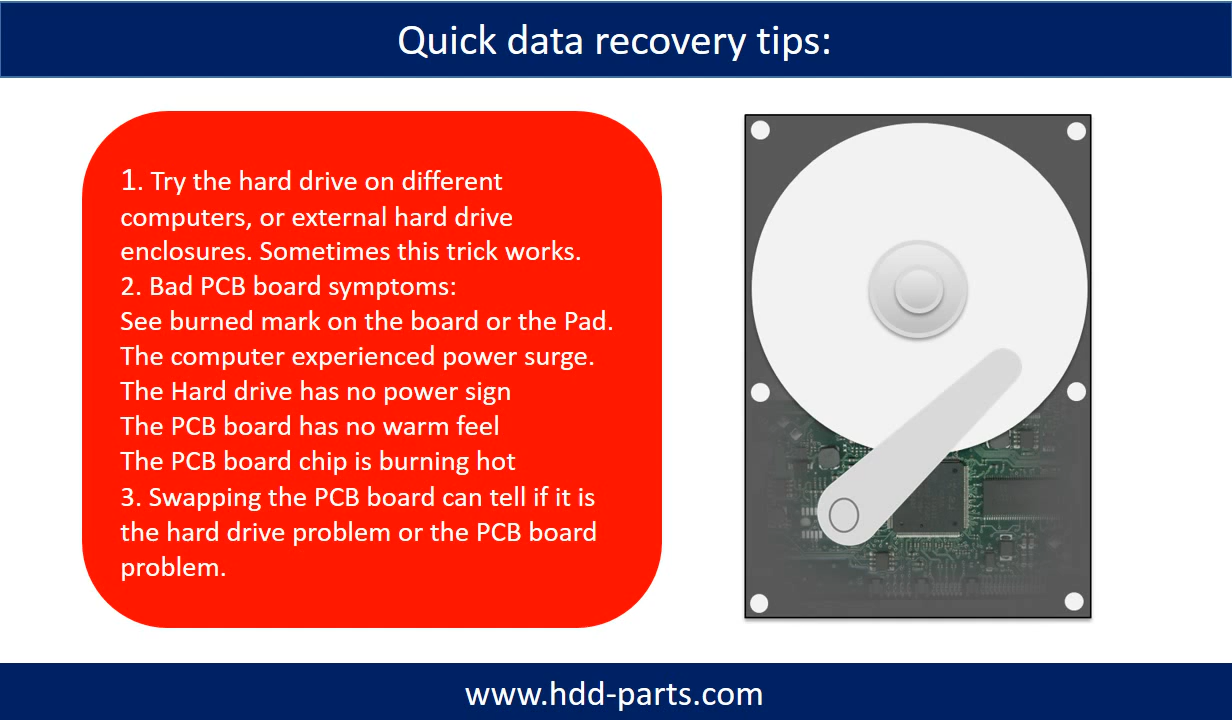 Quick data recovery tips:
1. Try the hard drive on different
computers, or external hard drive
enclosures. Sometimes this trick works.
2. Bad PCB board symptoms:
See burned mark on the board or the Pad.
The computer experienced power surge.
The Hard drive has no power sign
The PCB board has no warm feel
The PCB board chip is burning hot
3. Swapping the PCB board can tell if it is
the hard drive problem or the PCB board
problem.
www.hdd-parts.com